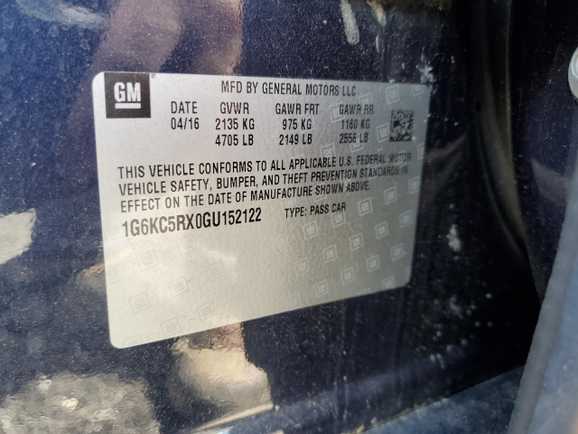 GM
MFD BY GENERAL MOTORS LLC
DATE GVWR GAWR FRT GAWR RR
04/16 2135 KG 975 KG 1160 KG
4705 LB 2149 LB 2556 LB
THIS VEHICLE CONFORMS TO ALL APPLICABLE U.S. FEDERAL MOTOR
VEHICLE SAFETY, BUMPER, AND THEFT PREVENTION STANDARDS IN
EFFECT ON THE DATE OF MANUFACTURE SHOWN ABOVE.
1G6KC5RX0GU152122 TYPE: PASS CAR